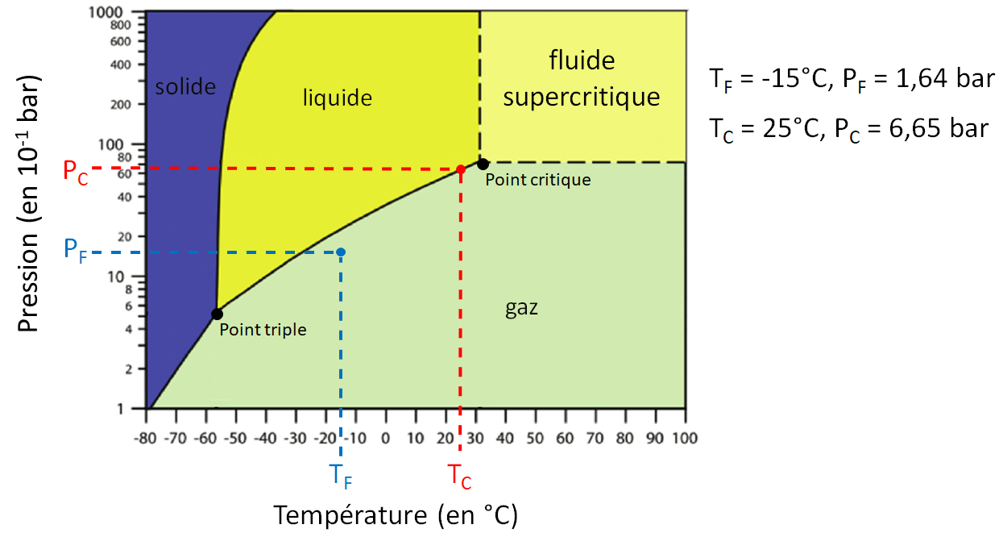 Pression (en 10⁻¹ bar)
1000
800
600
400
200
100
80
60
40
20
10
8
6
4
2
1
P_C
P_F
solide
liquide
fluide
supercritique
Point critique
Point triple
gaz
-80 -70 -60 -50 -40 -30 -20 -10 0 10 20 30 40 50 60 70 80 90 100
T_F T_C
Température (en °C)
T_F = -15°C, P_F = 1,64 bar
T_C = 25°C, P_C = 6,65 bar